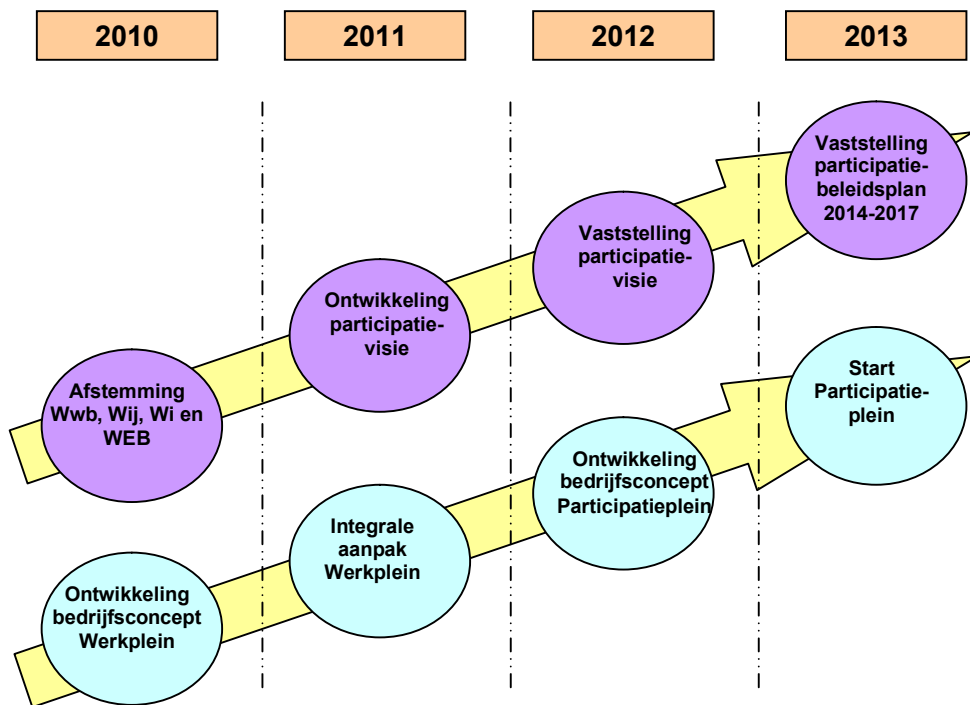 2010
2011
2012
2013
Vaststelling
participatie-
beleidsplan
2014-2017
Vaststelling
participatie-
visie
Ontwikkeling
participatie-
visie
Afstemming
Wwb, Wij, Wi en
WEB
Start
Participatie-
plein
Ontwikkeling
bedrijfsconcept
Participatieplein
Integrale
aanpak
Werkplein
Ontwikkeling
bedrijfsconcept
Werkplein